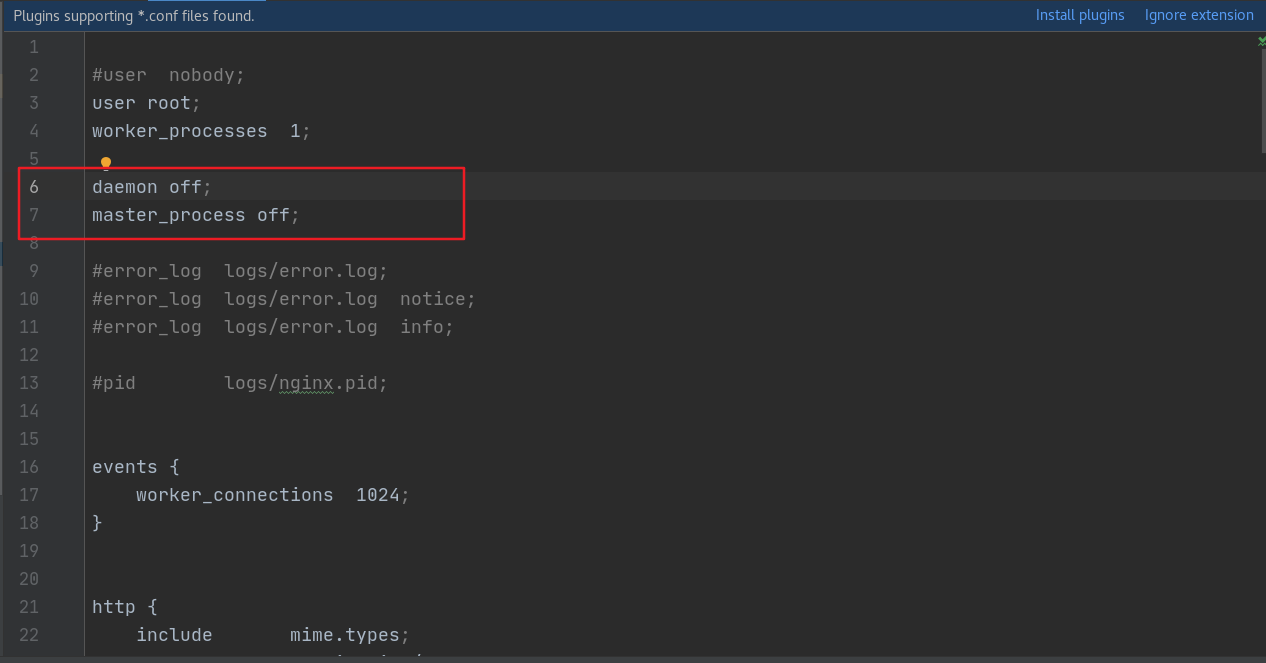 Plugins supporting *.conf files found. Install plugins Ignore extension
1
2 #user  nobody;
3 user root;
4 worker_processes  1;
5
6 daemon off;
7 master_process off;
8
9 #error_log  logs/error.log;
10 #error_log  logs/error.log  notice;
11 #error_log  logs/error.log  info;
12
13 #pid        logs/nginx.pid;
14
15
16 events {
17     worker_connections  1024;
18 }
19
20
21 http {
22     include       mime.types;